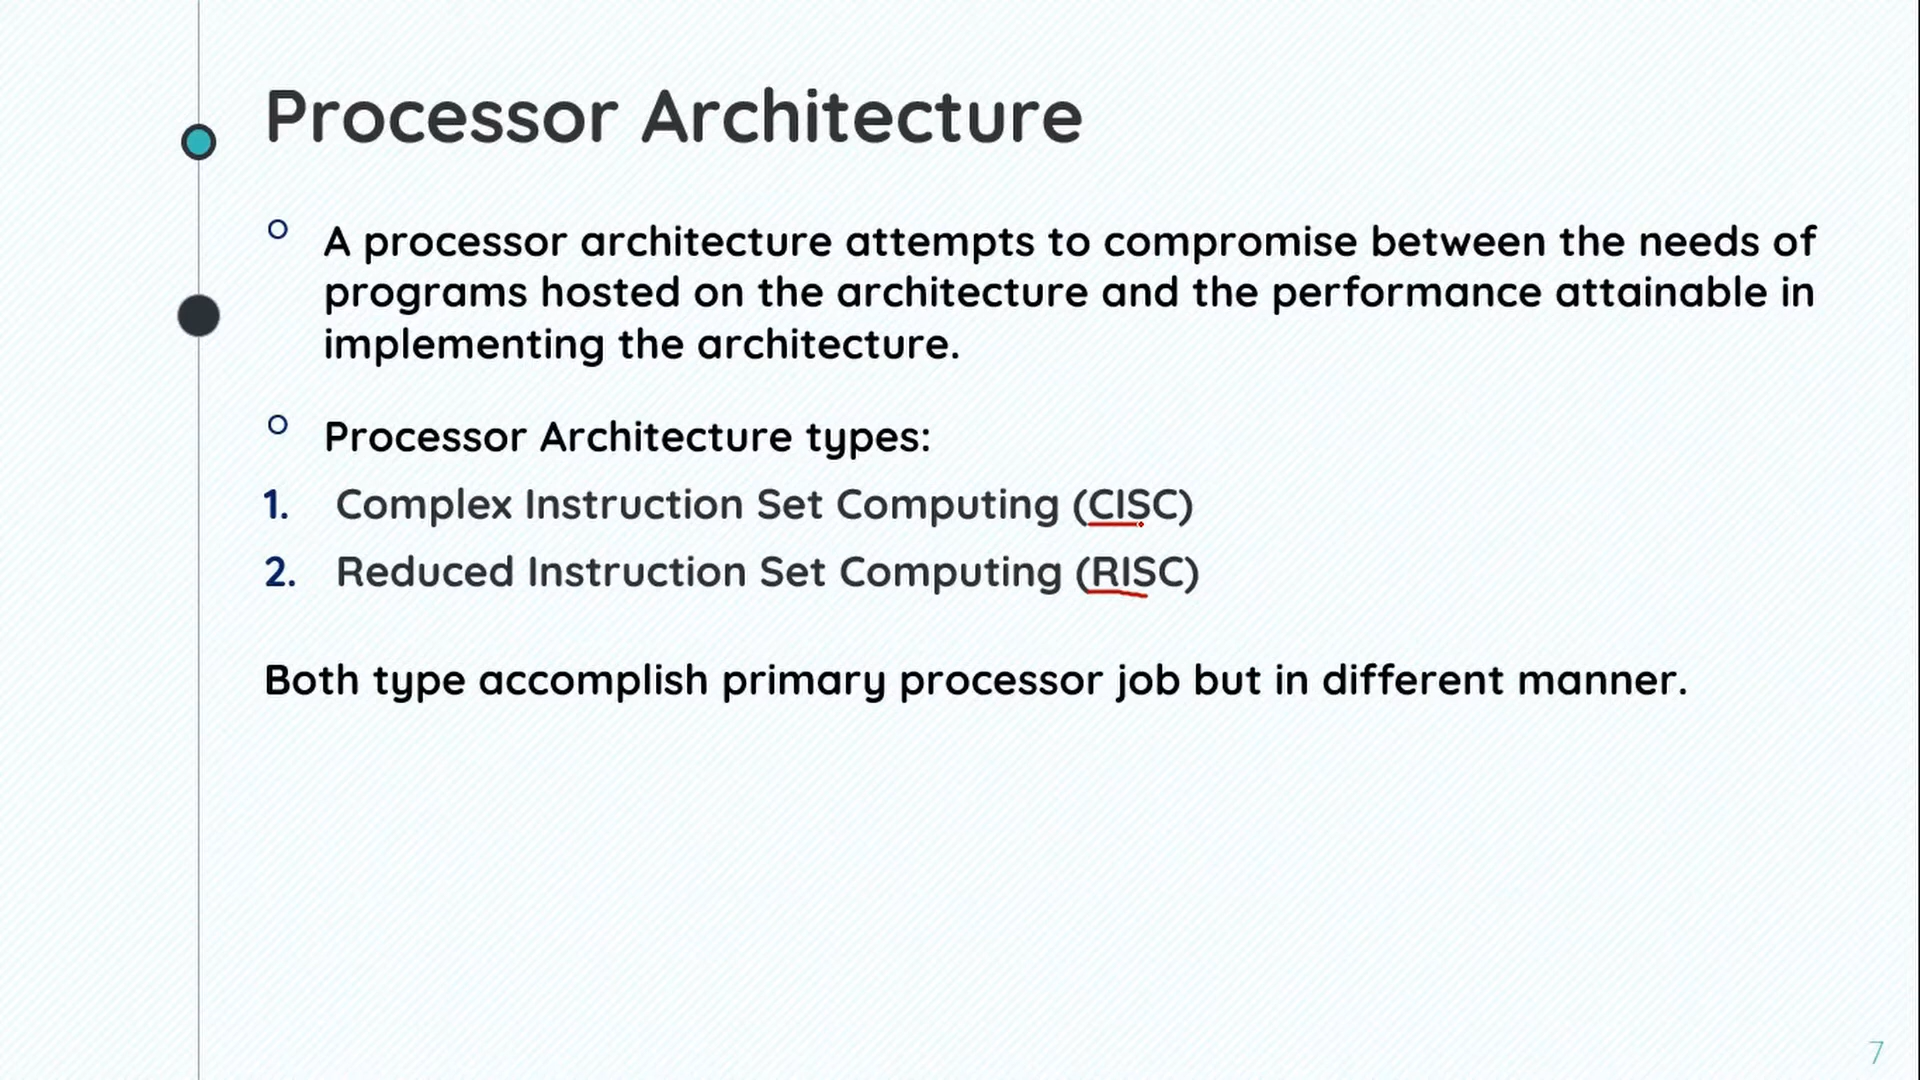 Processor Architecture
A processor architecture attempts to compromise between the needs of
programs hosted on the architecture and the performance attainable in
implementing the architecture.
Processor Architecture types:
1. Complex Instruction Set Computing (CISC)
2. Reduced Instruction Set Computing (RISC)
Both type accomplish primary processor job but in different manner.
7